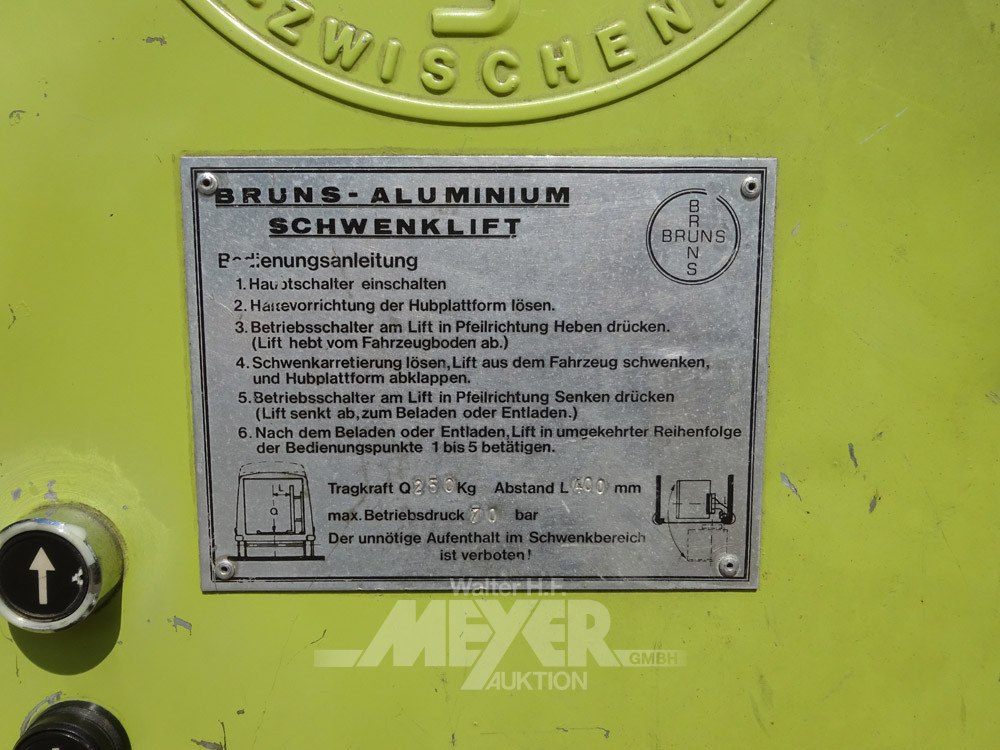 ZWISCHEN
BRUNS-ALUMINIUM
SCHWENKLIFT
BRUNS
BRUNS
Bedienungsanleitung
1. Hauptschalter einschalten
2. Haltevorrichtung der Hubplattform lösen.
3. Betriebsschalter am Lift in Pfeilrichtung Heben drücken.
(Lift hebt vom Fahrzeugboden ab.)
4. Schwenkarretierung lösen, Lift aus dem Fahrzeug schwenken,
und Hubplattform abklappen.
5. Betriebsschalter am Lift in Pfeilrichtung Senken drücken
(Lift senkt ab, zum Beladen oder Entladen.)
6. Nach dem Beladen oder Entladen, Lift in umgekehrter Reihenfolge
der Bedienungspunkte 1 bis 5 betätigen.
Tragkraft Q 250 Kg Abstand L 400 mm
max. Betriebsdruck 70 bar
Der unnötige Aufenthalt im Schwenkbereich
ist verboten!
Q
Walter H.F.
MEYER GMBH
AUKTION